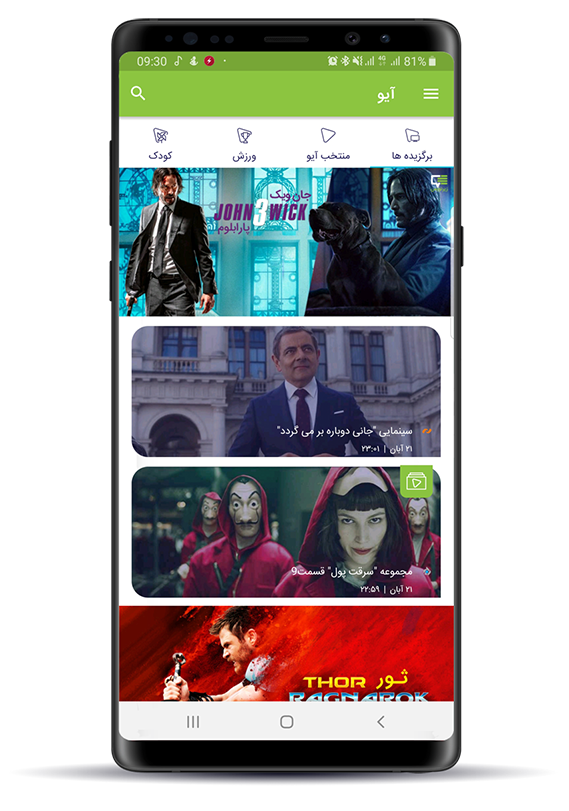 09:30
4G
81%
آیو
برگزیده ها
منتخب آیو
ورزش
کودک
جان ویک
JOHN 3 WICK
پارابلوم
سینمایی "جانی دوباره بر می گردد"
۲۱ آبان | ۲۳:۰۱
مجموعه "سرقت پول" قسمت9
۲۱ آبان | ۲۲:۵۹
THOR ثور
RAGNAROK